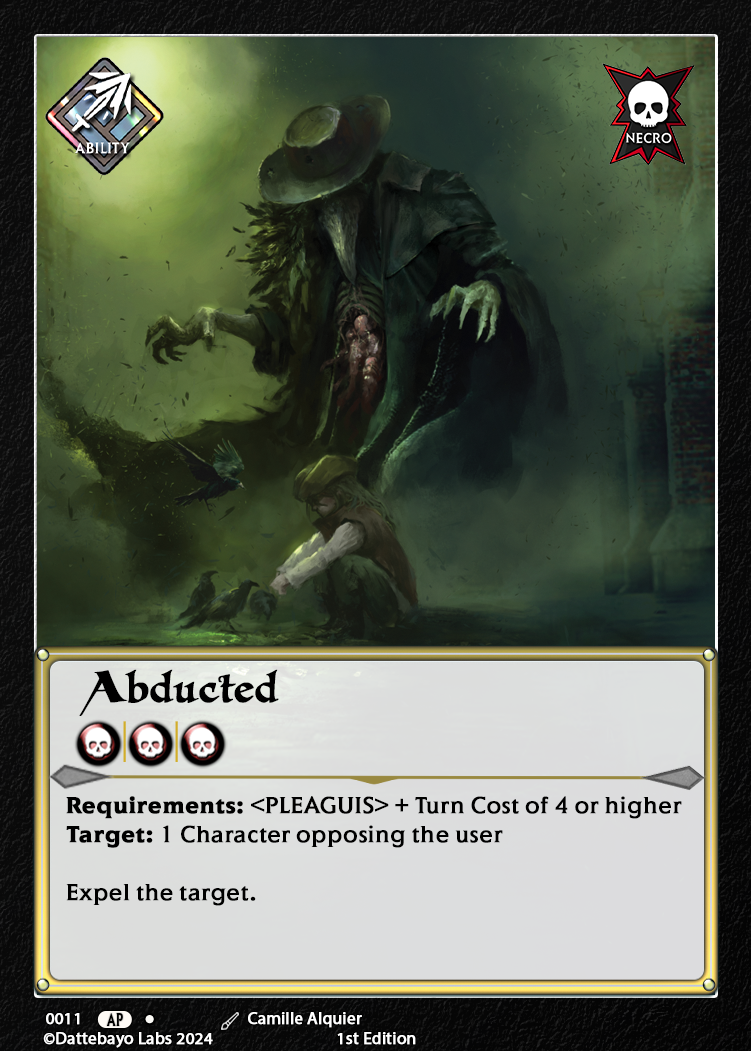 ABILITY
NECRO
Abducted
Requirements: <PLEAGUIS> + Turn Cost of 4 or higher
Target: 1 Character opposing the user
Expel the target.
0011 AP • Camille Alquier
©Dattebayo Labs 2024 1st Edition